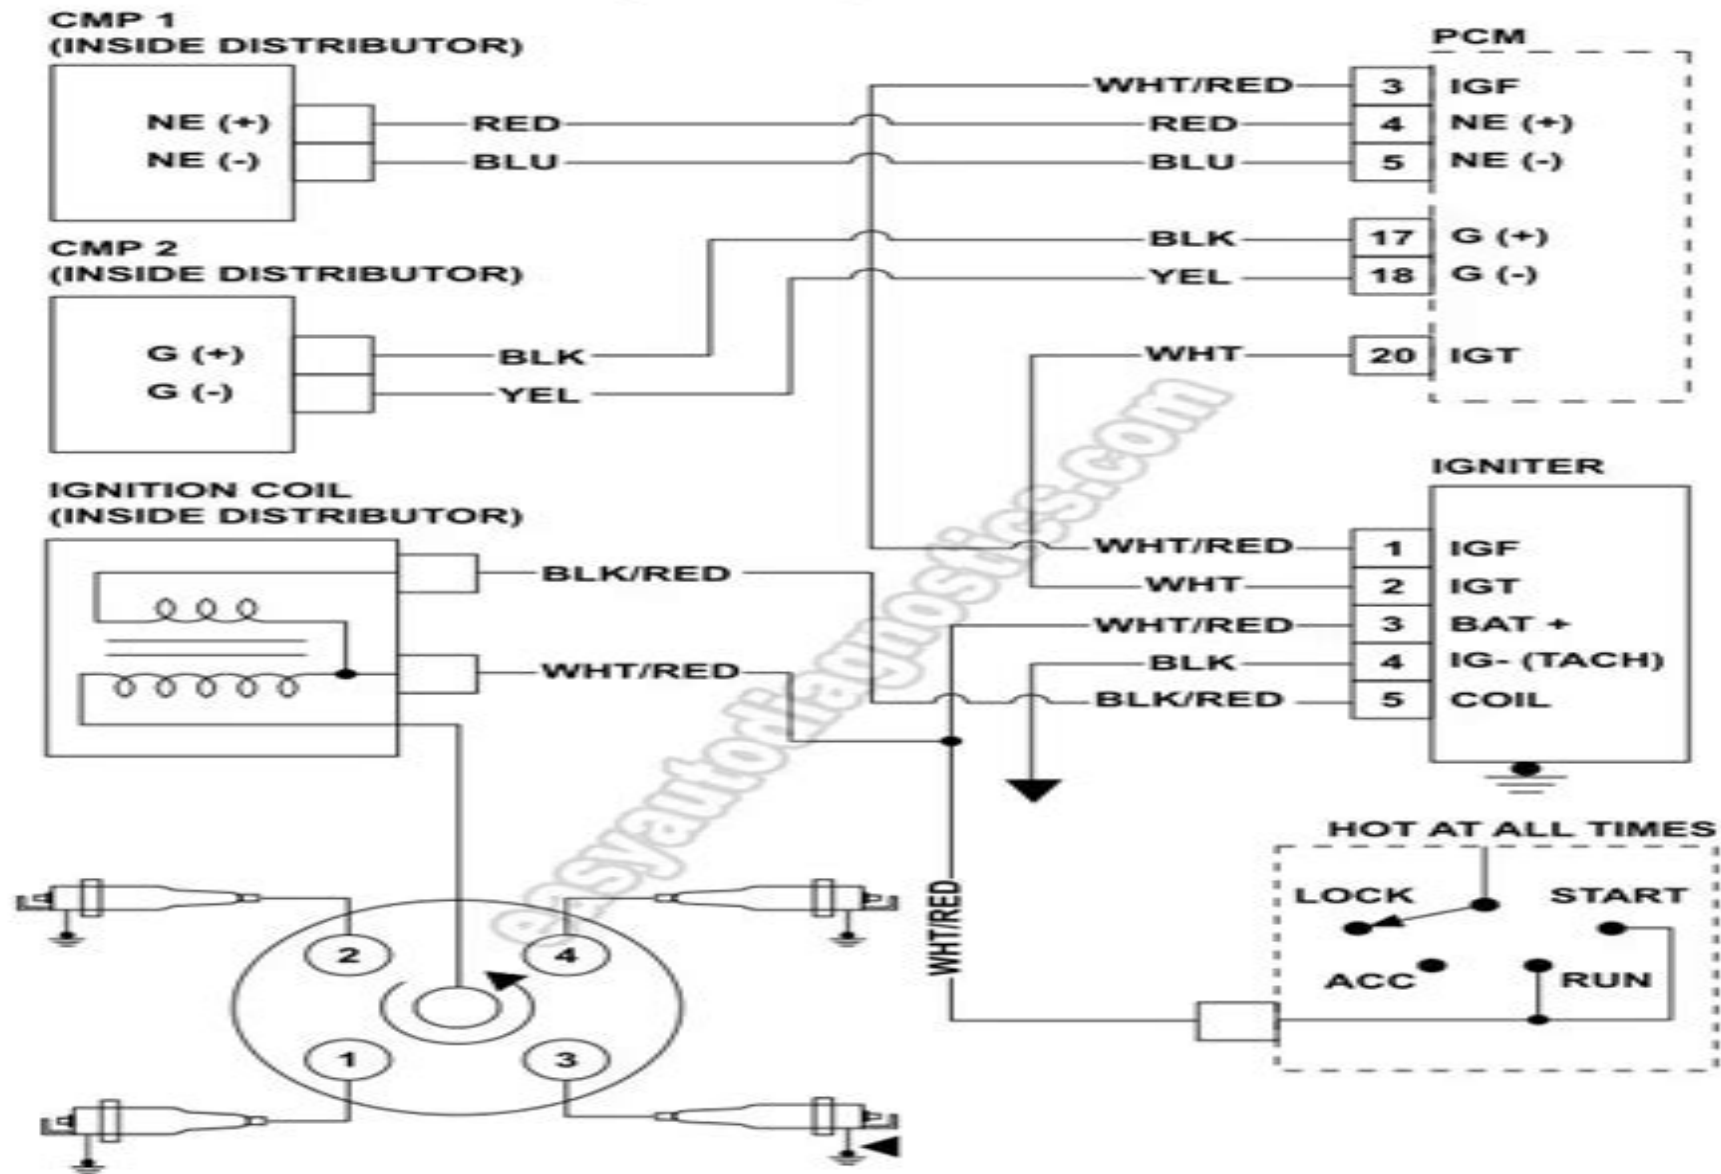 CMP 1
(INSIDE DISTRIBUTOR)
NE (+)
NE (-)
RED
BLU
WHT/RED
RED
BLU
PCM
3 IGF
4 NE (+)
5 NE (-)
CMP 2
(INSIDE DISTRIBUTOR)
G (+)
G (-)
BLK
YEL
BLK
YEL
WHT
17 G (+)
18 G (-)
20 IGT
IGNITION COIL
(INSIDE DISTRIBUTOR)
BLK/RED
WHT/RED
IGNITER
WHT/RED 1 IGF
WHT 2 IGT
WHT/RED 3 BAT +
BLK 4 IG- (TACH)
BLK/RED 5 COIL
easyautodiagnostics.com
WHT/RED
HOT AT ALL TIMES
LOCK START
ACC RUN
2 4
1 3